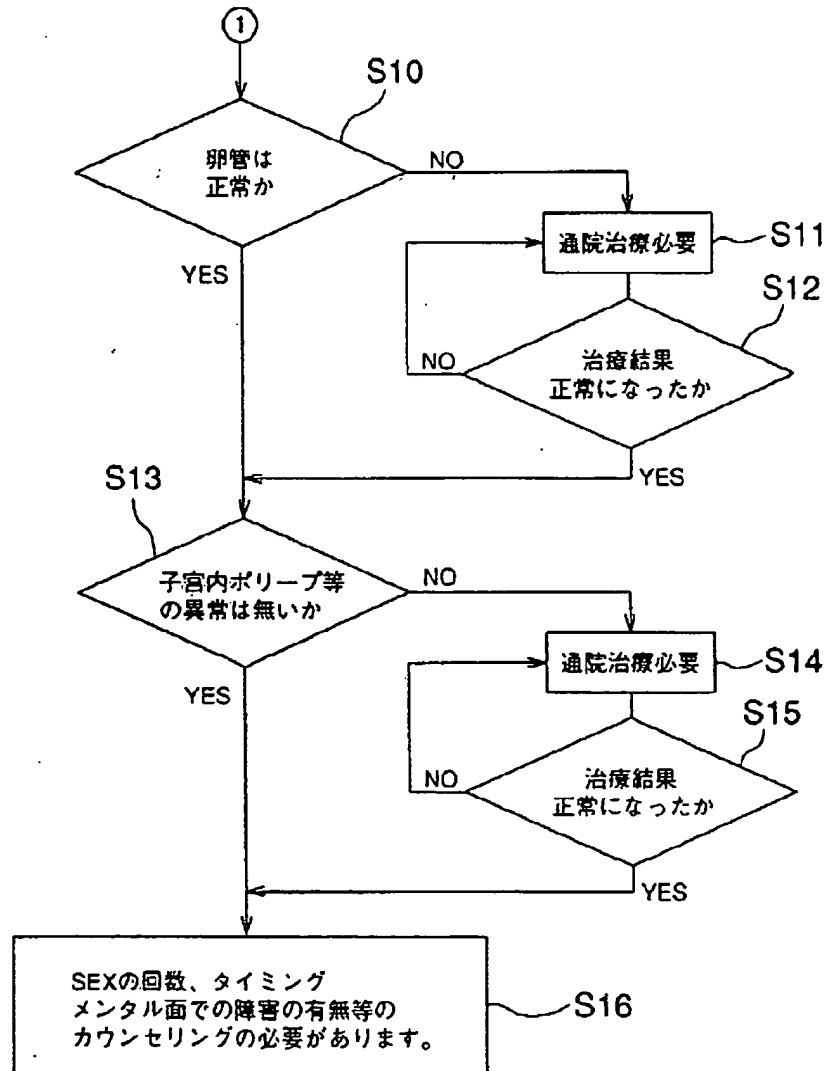 ①
S10
卵管は
正常か
NO
YES
通院治療必要
S11
S12
治療結果
正常になったか
NO
YES
S13
子宮内ポリープ等
の異常は無いか
NO
YES
通院治療必要
S14
S15
治療結果
正常になったか
NO
YES
SEXの回数、タイミング
メンタル面での障害の有無等の
カウンセリングの必要があります。
S16